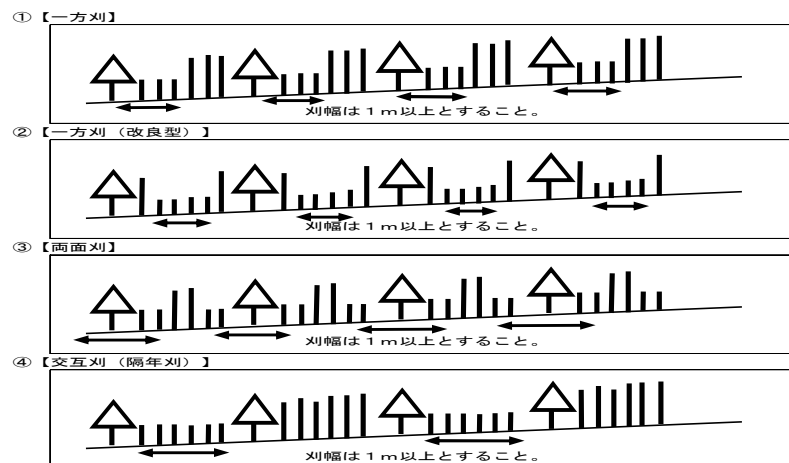 ①【一方刈】
刈幅は１ｍ以上とすること。
②【一方刈（改良型）】
刈幅は１ｍ以上とすること。
③【両面刈】
刈幅は１ｍ以上とすること。
④【交互刈（隔年刈）】
刈幅は１ｍ以上とすること。